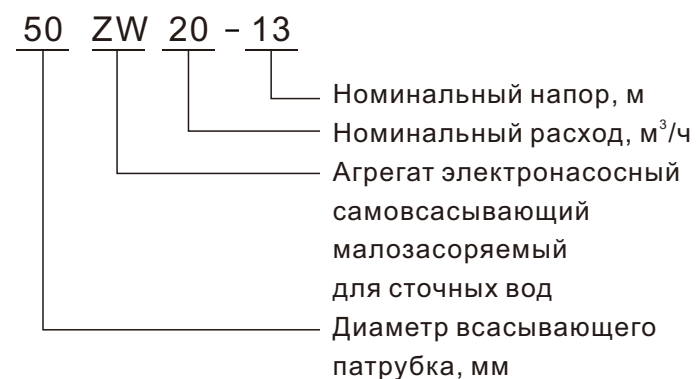 50 ZW 20 - 13
Номинальный напор, м
Номинальный расход, м³/ч
Агрегат электронасосный
самовсасывающий
малозасоряемый
для сточных вод
Диаметр всасывающего
патрубка, мм